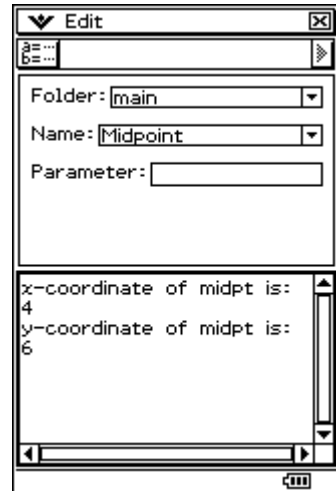 Edit
a=...
b=...
Folder: main
Name: Midpoint
Parameter:
x-coordinate of midpt is:
4
y-coordinate of midpt is:
6